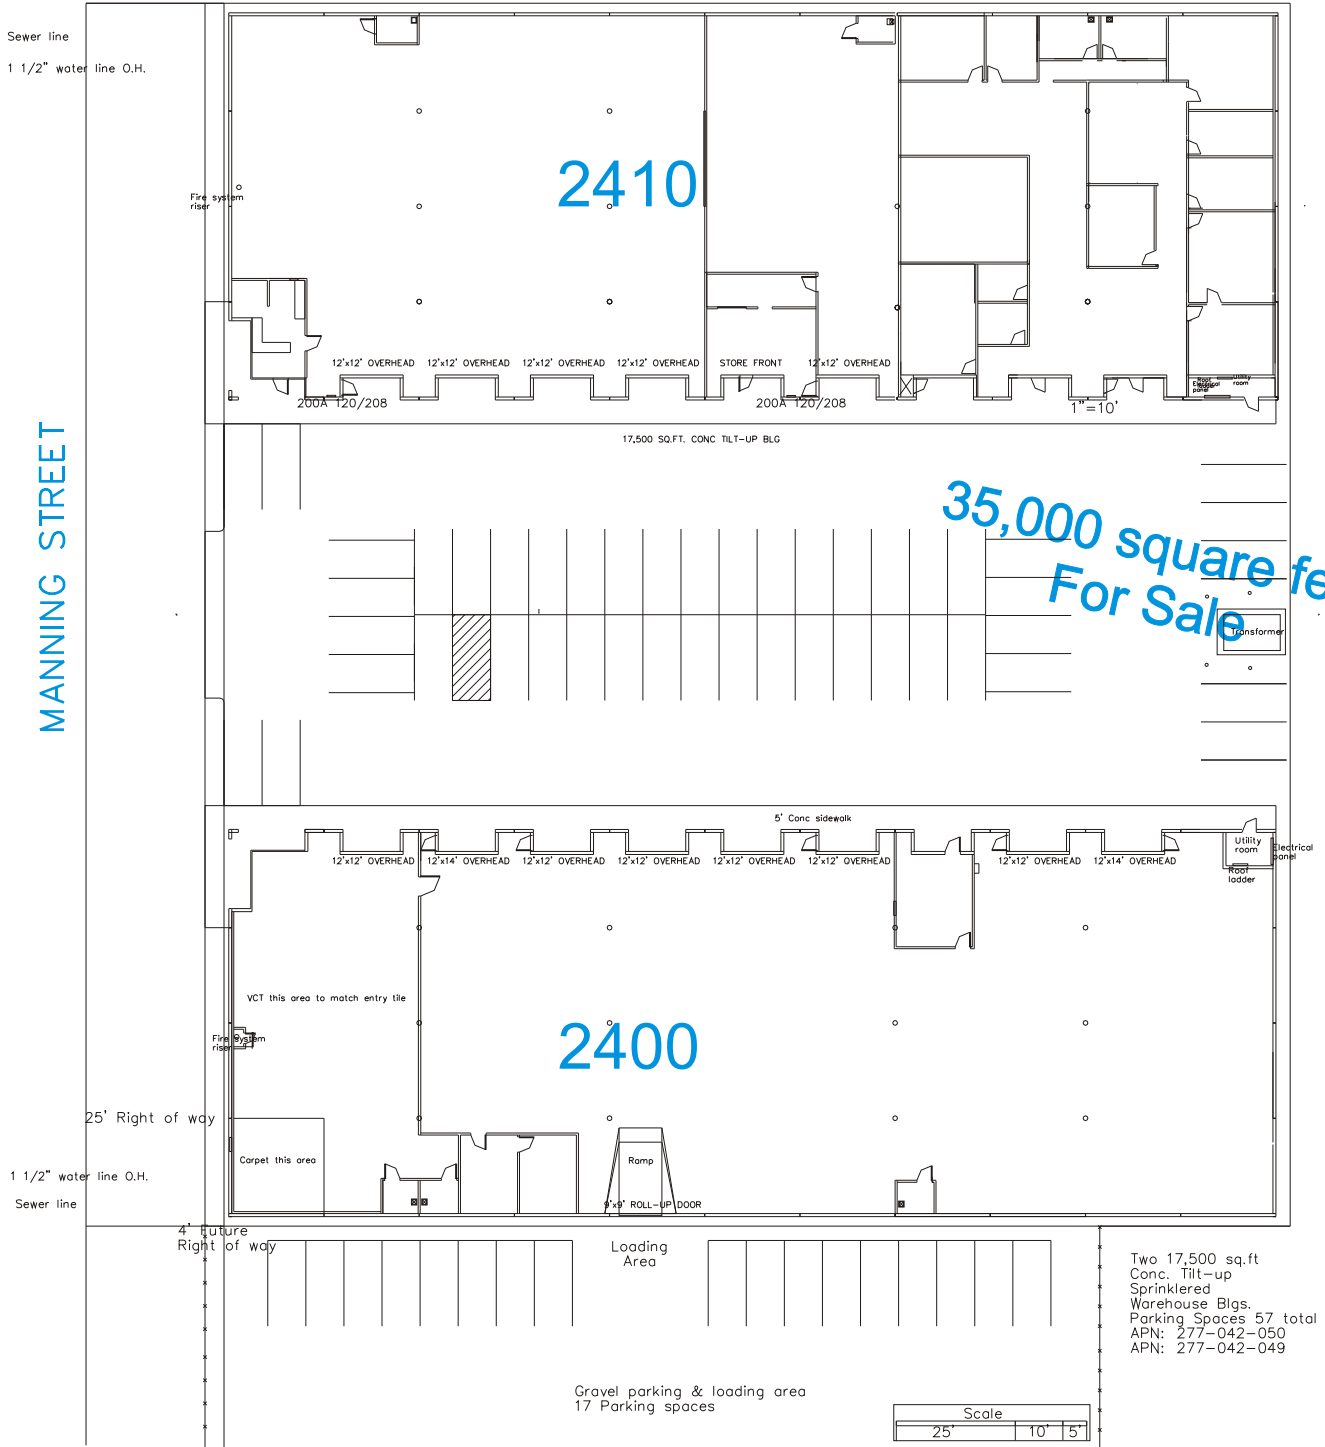 Sewer line
1 1/2" water line O.H.
2410
Fire system
riser
12'x12' OVERHEAD
12'x12' OVERHEAD
12'x12' OVERHEAD
12'x12' OVERHEAD
STORE FRONT
12'x12' OVERHEAD
Roof
ladder
Electrical
panel
Utility
room
200A 120/208
200A 120/208
1"=10'
17,500 SQ.FT. CONC TILT-UP BLG
MANNING STREET
35,000 square fe
For Sale
Transformer
5' Conc sidewalk
12'x12' OVERHEAD
12'x14' OVERHEAD
12'x12' OVERHEAD
12'x12' OVERHEAD
12'x12' OVERHEAD
12'x12' OVERHEAD
12'x12' OVERHEAD
12'x14' OVERHEAD
Utility
room
Electrical
panel
Roof
ladder
VCT this area to match entry tile
2400
Fire system
riser
25' Right of way
Carpet this area
Ramp
1 1/2" water line O.H.
Sewer line
9'x9' ROLL-UP DOOR
4' Future
Right of way
Loading
Area
Two 17,500 sq.ft
Conc. Tilt-up
Sprinklered
Warehouse Blgs.
Parking Spaces 57 total
APN: 277-042-050
APN: 277-042-049
Gravel parking & loading area
17 Parking spaces
Scale
25' 10' 5'